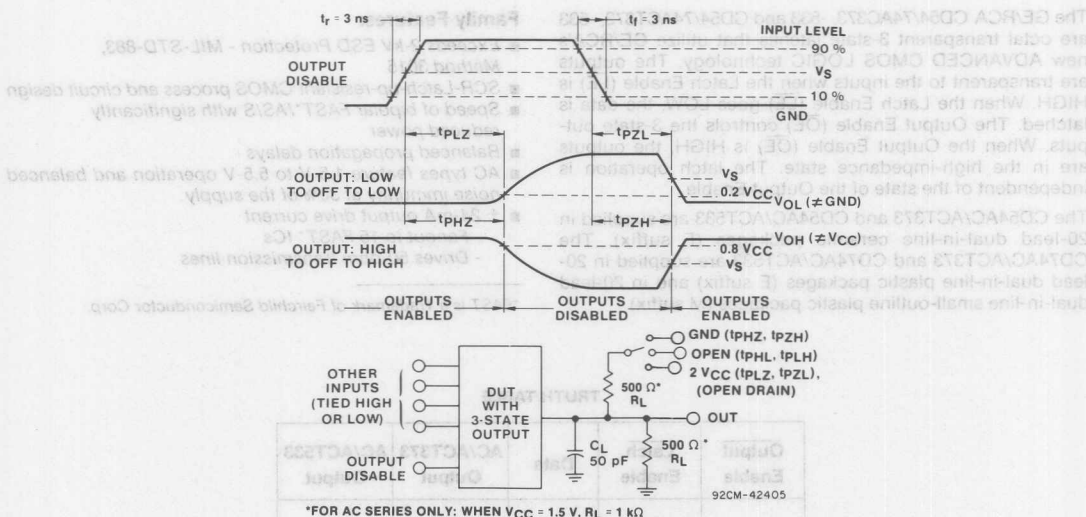 tr = 3 ns
tf = 3 ns
INPUT LEVEL
90 %
VS
10 %
GND
OUTPUT
DISABLE
tPLZ
tPZL
OUTPUT: LOW
TO OFF TO LOW
VS
0.2 VCC
VOL (≠ GND)
tPHZ
tPZH
OUTPUT: HIGH
TO OFF TO HIGH
VOH (≠ VCC)
0.8 VCC
VS
OUTPUTS
ENABLED
OUTPUTS
DISABLED
OUTPUTS
ENABLED
GND (tPHZ, tPZH)
OPEN (tPHL, tPLH)
2 VCC (tPLZ, tPZL),
(OPEN DRAIN)
OTHER
INPUTS
(TIED HIGH
OR LOW)
DUT
WITH
3-STATE
OUTPUT
500 Ω*
RL
OUT
CL
50 pF
500 Ω*
RL
OUTPUT
DISABLE
92CM-42405
*FOR AC SERIES ONLY: WHEN VCC = 1.5 V, RL = 1 kΩ